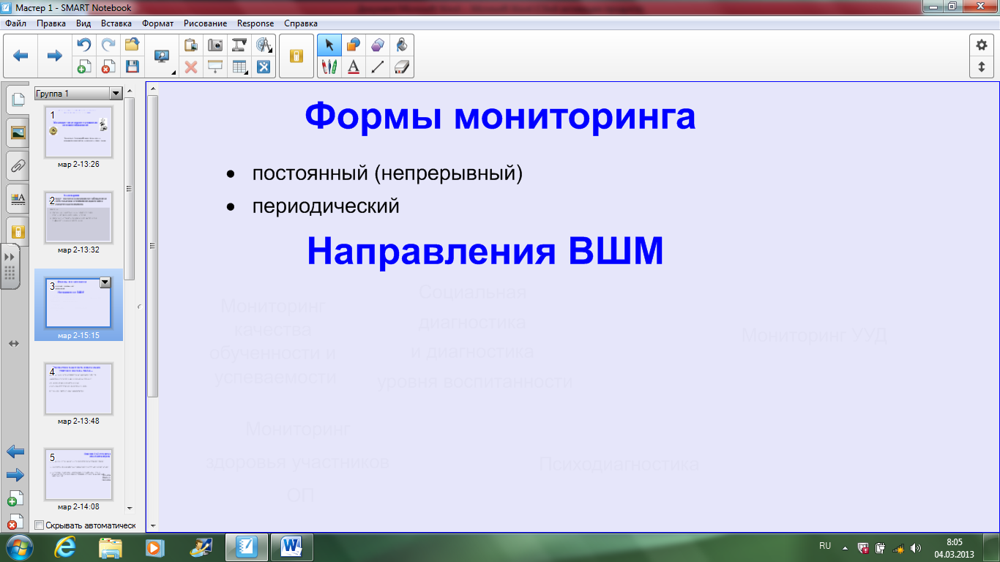 Мастер 1 - SMART Notebook
Файл Правка Вид Вставка Формат Рисование Response Справка
Группа 1
1
мар 2-13:26
2
мар 2-13:32
3
мар 2-15:15
4
мар 2-13:48
5
мар 2-14:08
Скрывать автоматическ
Формы мониторинга
• постоянный (непрерывный)
• периодический
Направления ВШМ
Мониторинг
качества
обученности и
успеваемости
Социальная
диагностика
и диагностика
уровня воспитанности
Мониторинг УУД
Мониторинг
здоровья участников
ОП
Психодиагностика
RU
8:05
04.03.2013